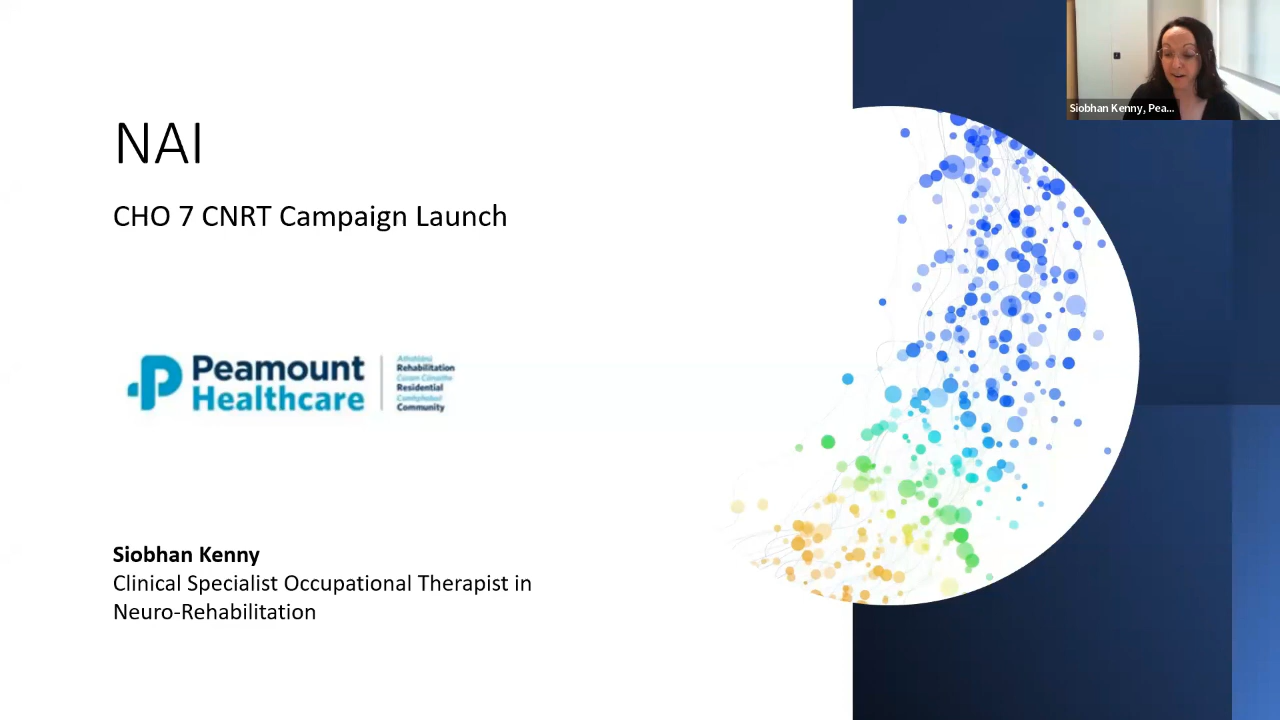 NAI
CHO 7 CNRT Campaign Launch
Peamount
Healthcare
Rehabilitation
Residential
Community
Siobhan Kenny
Clinical Specialist Occupational Therapist in
Neuro-Rehabilitation
Siobhan Kenny, Pea...